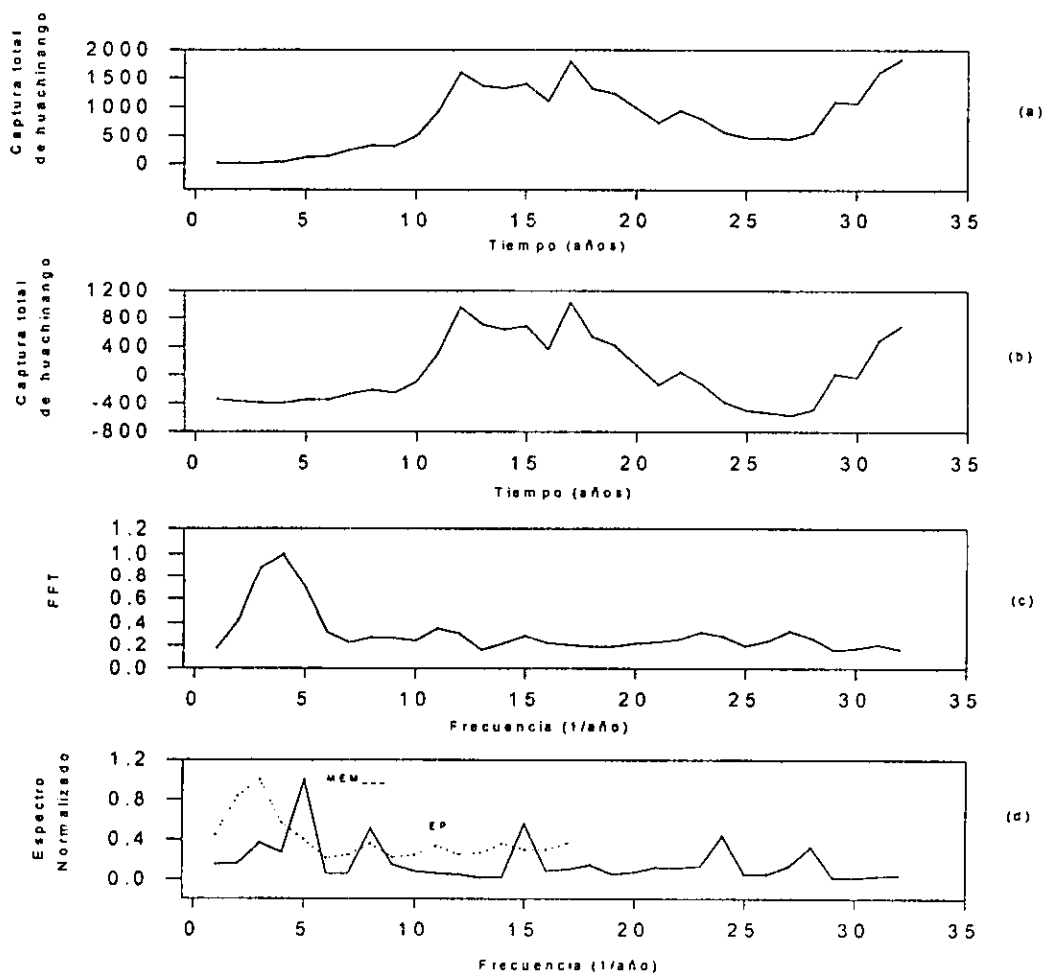 Captura total
de huachinango
2000
1500
1000
500
0
0 5 10 15 20 25 30 35
Tiempo (años)
(a)
Captura total
de huachinango
1200
800
400
0
-400
-800
0 5 10 15 20 25 30 35
Tiempo (años)
(b)
FFT
1.2
1.0
0.8
0.6
0.4
0.2
0.0
0 5 10 15 20 25 30 35
Frecuencia (1/año)
(c)
Espectro
Normalizado
1.2
0.8
0.4
0.0
MEM___
EP
0 5 10 15 20 25 30 35
Frecuencia (1/año)
(d)